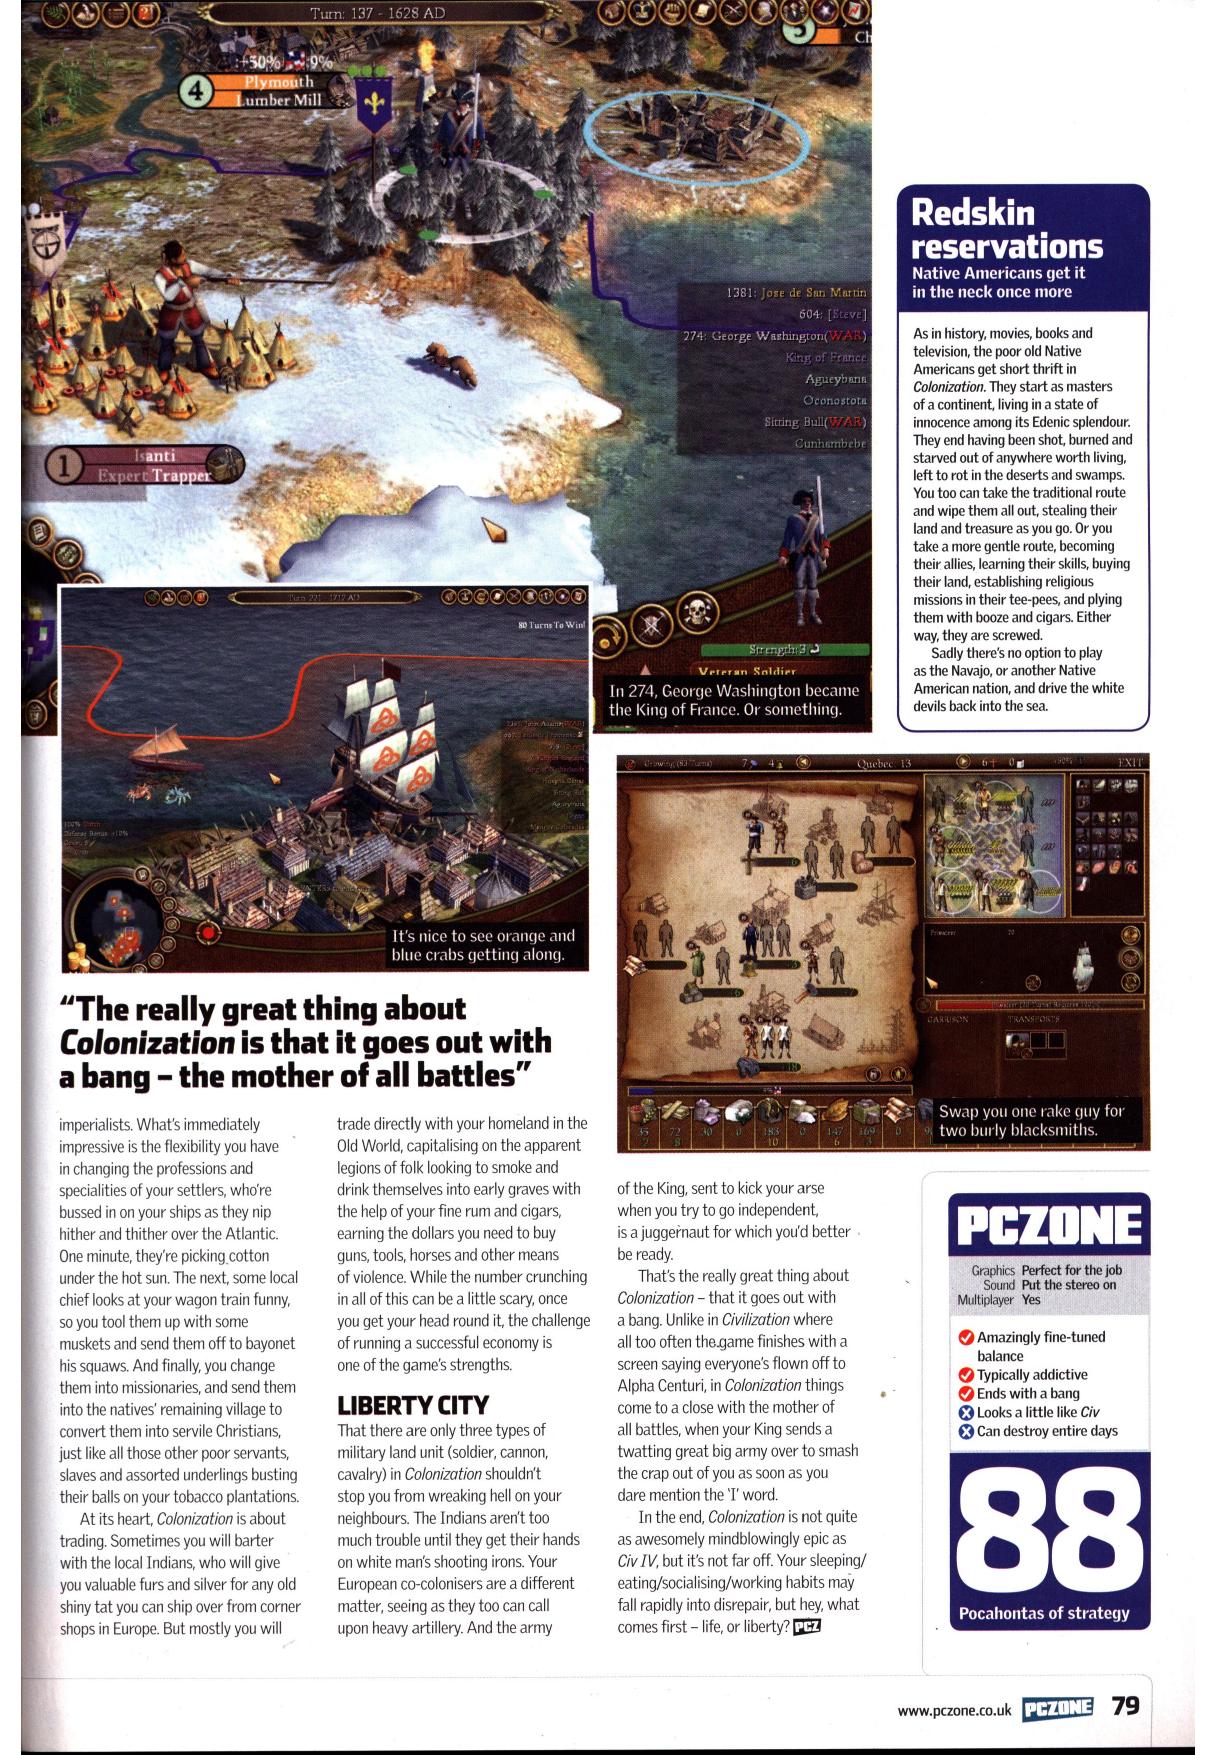 Turn: 137 - 1628 AD
+50% 9%
4
Plymouth
Lumber Mill
5
Ch
1381: Jose de San Martin
604: [Steve]
274: George Washington(WAR)
King of France
Agueybana
Oconostota
Sitting Bull(WAR)
Cunhambebe
1
Isanti
Expert Trapper
Strength: 3
Veteran Soldier
In 274, George Washington became
the King of France. Or something.
Turn 221 - 1712 AD
80 Turns To Win!
It's nice to see orange and
blue crabs getting along.
Redskin
reservations
Native Americans get it
in the neck once more
As in history, movies, books and
television, the poor old Native
Americans get short thrift in
Colonization. They start as masters
of a continent, living in a state of
innocence among its Edenic splendour.
They end having been shot, burned and
starved out of anywhere worth living,
left to rot in the deserts and swamps.
You too can take the traditional route
and wipe them all out, stealing their
land and treasure as you go. Or you
take a more gentle route, becoming
their allies, learning their skills, buying
their land, establishing religious
missions in their tee-pees, and plying
them with booze and cigars. Either
way, they are screwed.
Sadly there's no option to play
as the Navajo, or another Native
American nation, and drive the white
devils back into the sea.
Growing (83 Turns)
7
4
Quebec 13
6
0
EXIT
GARRISON
TRANSPORTS
35 72 30 0 183 0 147 169 0
2 8 10 6 3
Swap you one rake guy for
two burly blacksmiths.
“The really great thing about
Colonization is that it goes out with
a bang – the mother of all battles”
imperialists. What's immediately
impressive is the flexibility you have
in changing the professions and
specialities of your settlers, who're
bussed in on your ships as they nip
hither and thither over the Atlantic.
One minute, they're picking cotton
under the hot sun. The next, some local
chief looks at your wagon train funny,
so you tool them up with some
muskets and send them off to bayonet
his squaws. And finally, you change
them into missionaries, and send them
into the natives' remaining village to
convert them into servile Christians,
just like all those other poor servants,
slaves and assorted underlings busting
their balls on your tobacco plantations.
At its heart, Colonization is about
trading. Sometimes you will barter
with the local Indians, who will give
you valuable furs and silver for any old
shiny tat you can ship over from corner
shops in Europe. But mostly you will
trade directly with your homeland in the
Old World, capitalising on the apparent
legions of folk looking to smoke and
drink themselves into early graves with
the help of your fine rum and cigars,
earning the dollars you need to buy
guns, tools, horses and other means
of violence. While the number crunching
in all of this can be a little scary, once
you get your head round it, the challenge
of running a successful economy is
one of the game's strengths.
LIBERTY CITY
That there are only three types of
military land unit (soldier, cannon,
cavalry) in Colonization shouldn't
stop you from wreaking hell on your
neighbours. The Indians aren't too
much trouble until they get their hands
on white man's shooting irons. Your
European co-colonisers are a different
matter, seeing as they too can call
upon heavy artillery. And the army
of the King, sent to kick your arse
when you try to go independent,
is a juggernaut for which you'd better
be ready.
That's the really great thing about
Colonization – that it goes out with
a bang. Unlike in Civilization where
all too often the game finishes with a
screen saying everyone's flown off to
Alpha Centuri, in Colonization things
come to a close with the mother of
all battles, when your King sends a
twatting great big army over to smash
the crap out of you as soon as you
dare mention the 'I' word.
In the end, Colonization is not quite
as awesomely mindblowingly epic as
Civ IV, but it's not far off. Your sleeping/
eating/socialising/working habits may
fall rapidly into disrepair, but hey, what
comes first – life, or liberty? PCZ
PCZONE
Graphics Perfect for the job
Sound Put the stereo on
Multiplayer Yes
Amazingly fine-tuned
balance
Typically addictive
Ends with a bang
Looks a little like Civ
Can destroy entire days
88
Pocahontas of strategy
www.pczone.co.uk PCZONE 79